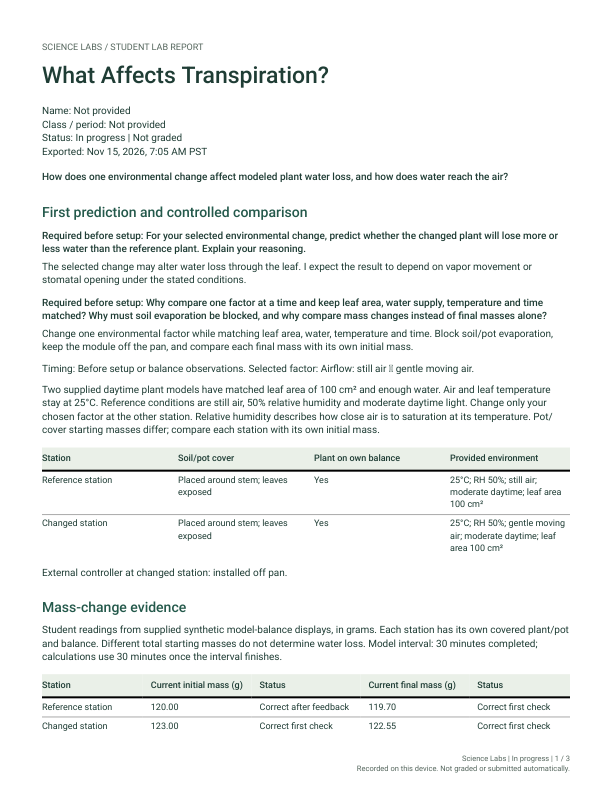 SCIENCE LABS / STUDENT LAB REPORT
What Affects Transpiration?
Name: Not provided
Class / period: Not provided
Status: In progress | Not graded
Exported: Nov 15, 2026, 7:05 AM PST
How does one environmental change affect modeled plant water loss, and how does water reach the air?
First prediction and controlled comparison
Required before setup: For your selected environmental change, predict whether the changed plant will lose more or
less water than the reference plant. Explain your reasoning.
The selected change may alter water loss through the leaf. I expect the result to depend on vapor movement or
stomatal opening under the stated conditions.
Required before setup: Why compare one factor at a time and keep leaf area, water supply, temperature and time
matched? Why must soil evaporation be blocked, and why compare mass changes instead of final masses alone?
Change one environmental factor while matching leaf area, water, temperature and time. Block soil/pot evaporation,
keep the module off the pan, and compare each final mass with its own initial mass.
Timing: Before setup or balance observations. Selected factor: Airflow: still air gentle moving air.
Two supplied daytime plant models have matched leaf area of 100 cm² and enough water. Air and leaf temperature
stay at 25°C. Reference conditions are still air, 50% relative humidity and moderate daytime light. Change only your
chosen factor at the other station. Relative humidity describes how close air is to saturation at its temperature. Pot/
cover starting masses differ; compare each station with its own initial mass.
Station Soil/pot cover Plant on own balance Provided environment
Reference station Placed around stem; leaves Yes 25°C; RH 50%; still air;
exposed moderate daytime; leaf area
100 cm²
Changed station Placed around stem; leaves Yes 25°C; RH 50%; gentle moving
exposed air; moderate daytime; leaf
area 100 cm²
External controller at changed station: installed off pan.
Mass-change evidence
Student readings from supplied synthetic model-balance displays, in grams. Each station has its own covered plant/pot
and balance. Different total starting masses do not determine water loss. Model interval: 30 minutes completed;
calculations use 30 minutes once the interval finishes.
Station Current initial mass (g) Status Current final mass (g) Status
Reference station 120.00 Correct after feedback 119.70 Correct first check
Changed station 123.00 Correct first check 122.55 Correct first check
Science Labs | In progress | 1 / 3
Recorded on this device. Not graded or submitted automatically.